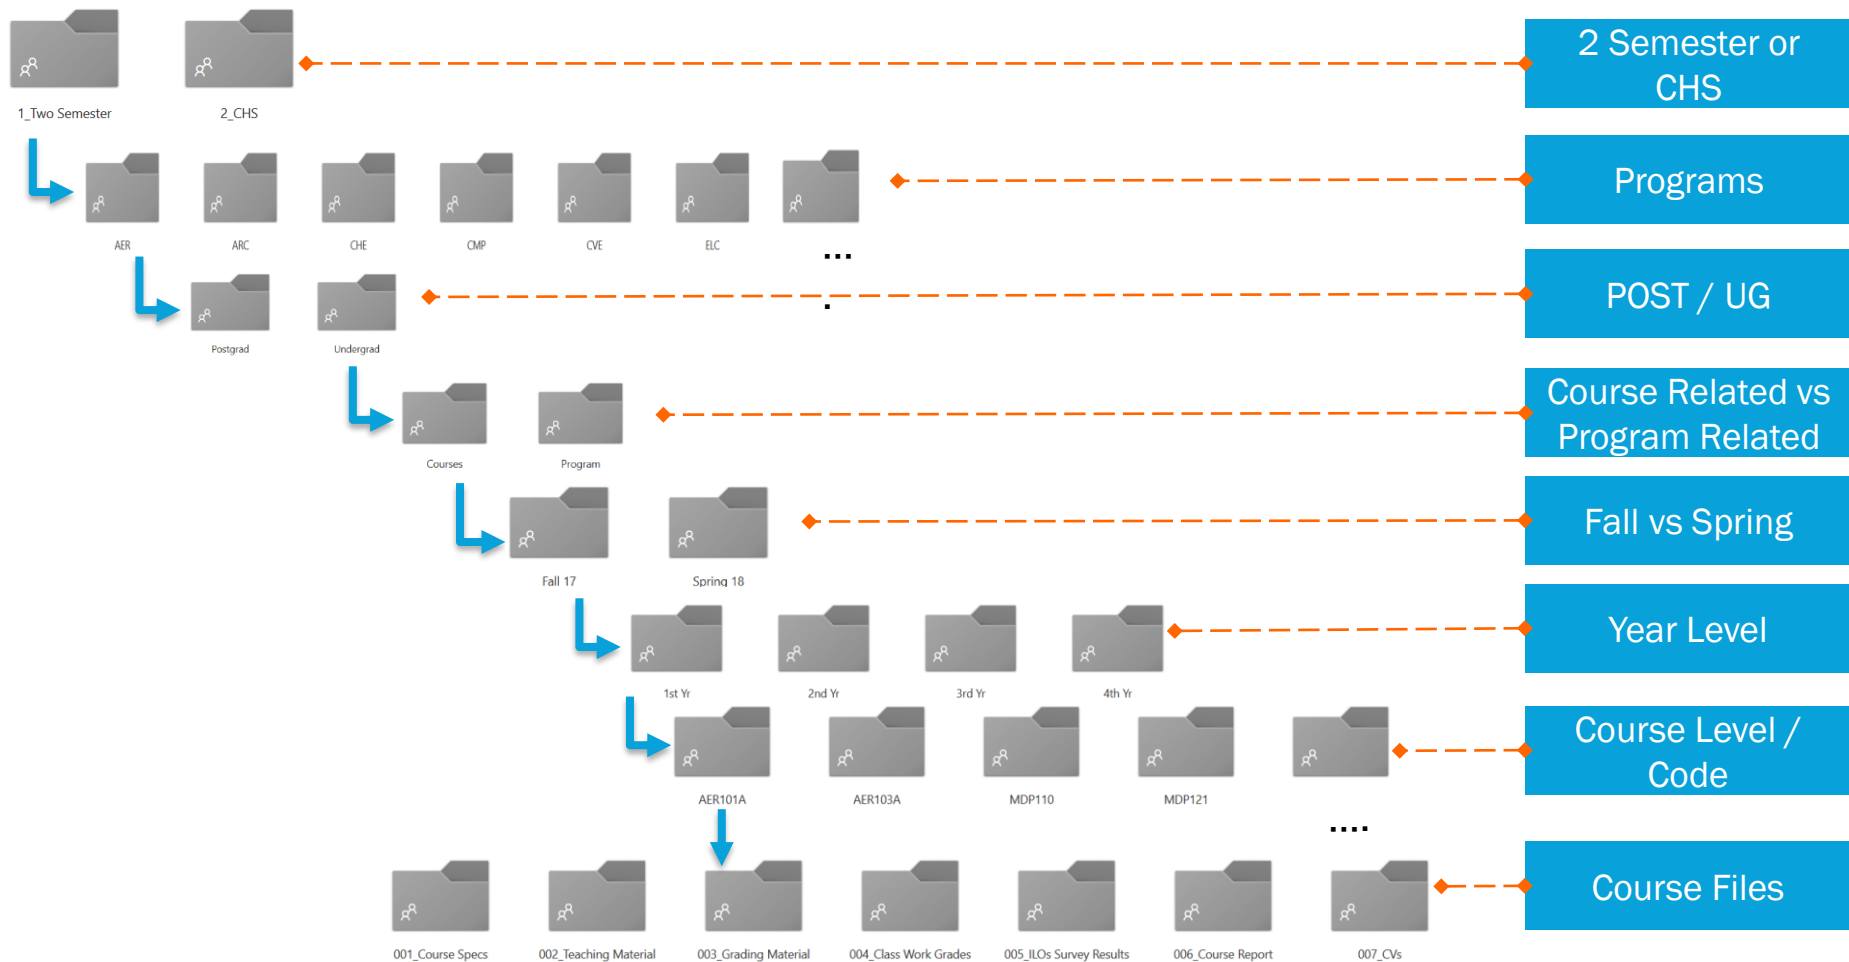 2 Semester or
CHS
1_Two Semester
2_CHS
Programs
AER
ARC
CHE
CMP
CVE
ELC
...
.
POST / UG
Postgrad
Undergrad
Course Related vs
Program Related
Courses
Program
Fall vs Spring
Fall 17
Spring 18
Year Level
1st Yr
2nd Yr
3rd Yr
4th Yr
Course Level /
Code
AER101A
AER103A
MDP110
MDP121
....
Course Files
001_Course Specs
002_Teaching Material
003_Grading Material
004_Class Work Grades
005_ILOs Survey Results
006_Course Report
007_CVs